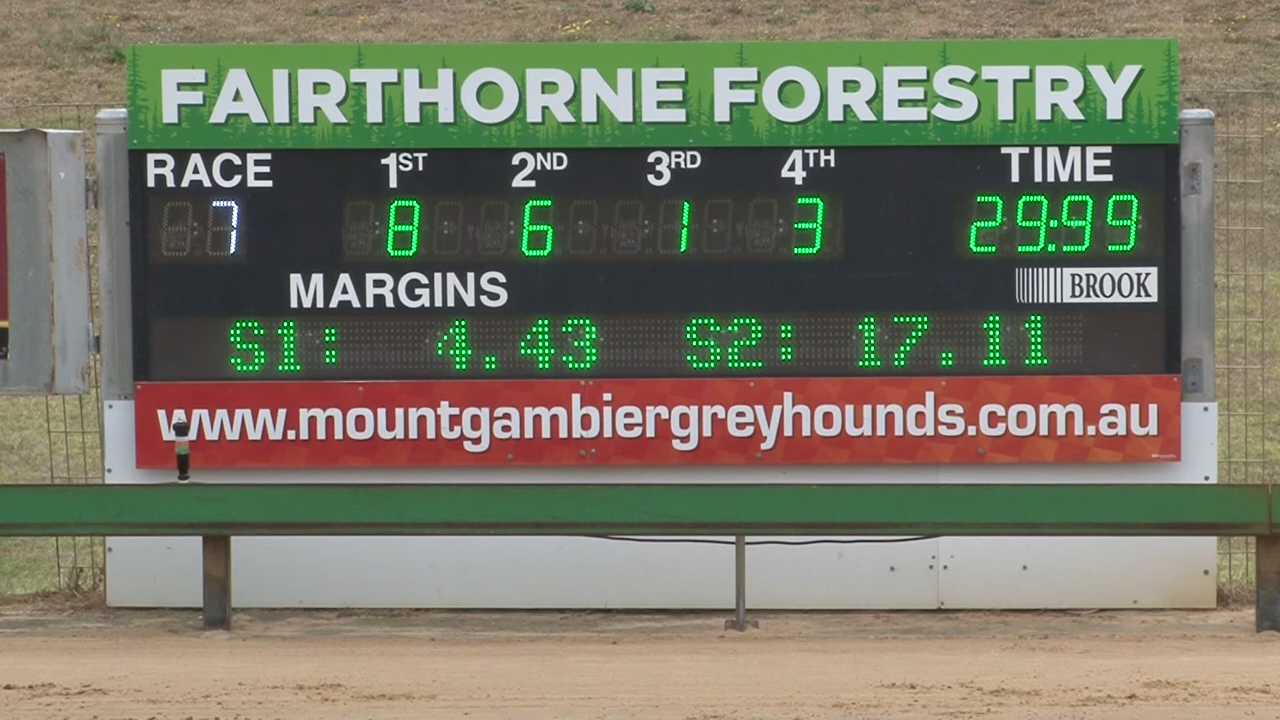 FAIRTHORNE FORESTRY
RACE 1ST 2ND 3RD 4TH TIME
7 8 6 1 3 29:99
MARGINS BROOK
S1: 4.43 S2: 17.11
www.mountgambiergreyhounds.com.au